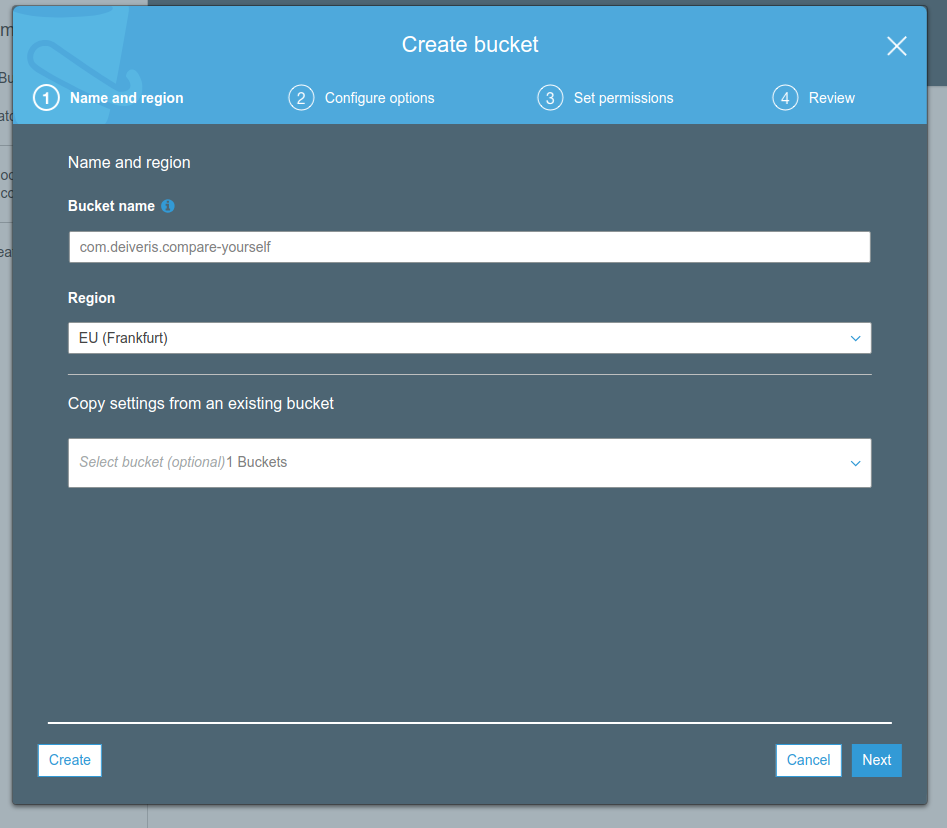 Create bucket
1 Name and region
2 Configure options
3 Set permissions
4 Review
Name and region
Bucket name
com.deiveris.compare-yourself
Region
EU (Frankfurt)
Copy settings from an existing bucket
Select bucket (optional)1 Buckets
Create
Cancel
Next